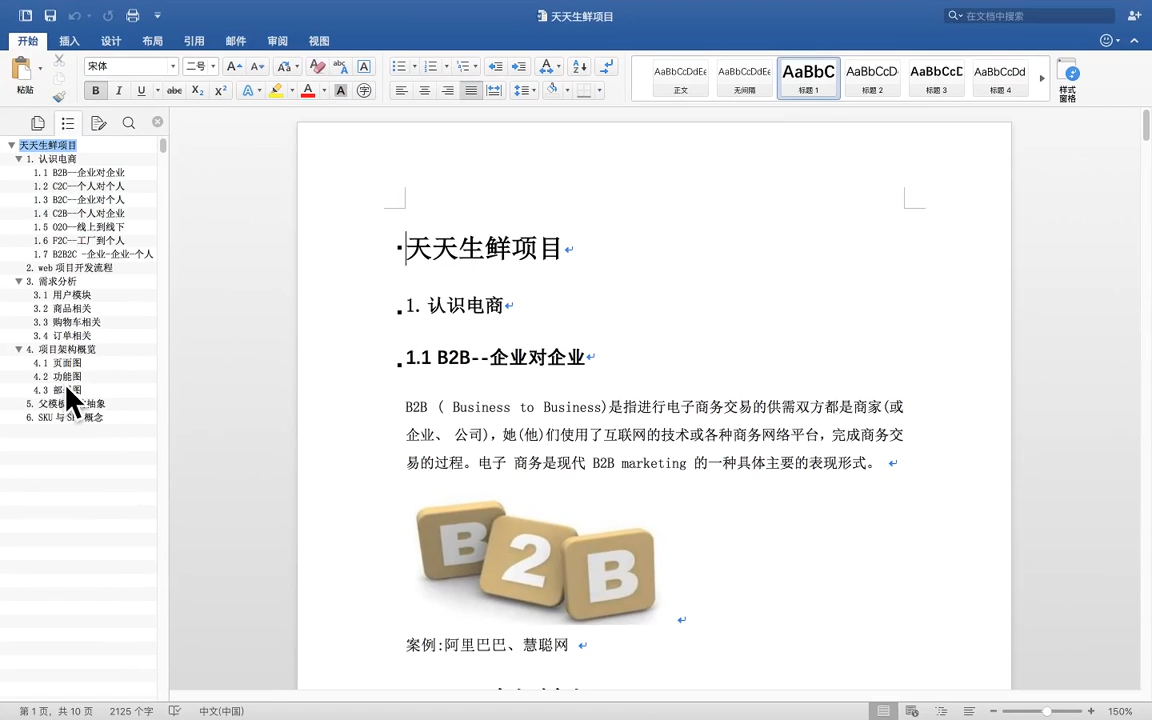 天天生鲜项目
在文档中搜索
开始 插入 设计 布局 引用 邮件 审阅 视图
宋体 二号
粘贴
B I U abc X₂ X²
AaBbCcDdEe AaBbCcDdEe AaBbC AaBbCcD AaBbCcD AaBbCcDd
正文 无间隔 标题 1 标题 2 标题 3 标题 4
样式
窗格
天天生鲜项目
1. 认识电商
1.1 B2B--企业对企业
1.2 C2C--个人对个人
1.3 B2C--企业对个人
1.4 C2B--个人对企业
1.5 O2O--线上到线下
1.6 F2C--工厂到个人
1.7 B2B2C -企业-企业-个人
2. web 项目开发流程
3. 需求分析
3.1 用户模块
3.2 商品相关
3.3 购物车相关
3.4 订单相关
4. 项目架构概览
4.1 页面图
4.2 功能图
4.3 部 图
5. 父模 抽象
6. SKU 与 S 概念
天天生鲜项目
1. 认识电商
1.1 B2B--企业对企业
B2B ( Business to Business)是指进行电子商务交易的供需双方都是商家(或
企业、 公司)，她(他)们使用了互联网的技术或各种商务网络平台，完成商务交
易的过程。电子 商务是现代 B2B marketing 的一种具体主要的表现形式。
B2B
案例:阿里巴巴、慧聪网
第 1 页，共 10 页 2125 个字 中文(中国) 150%